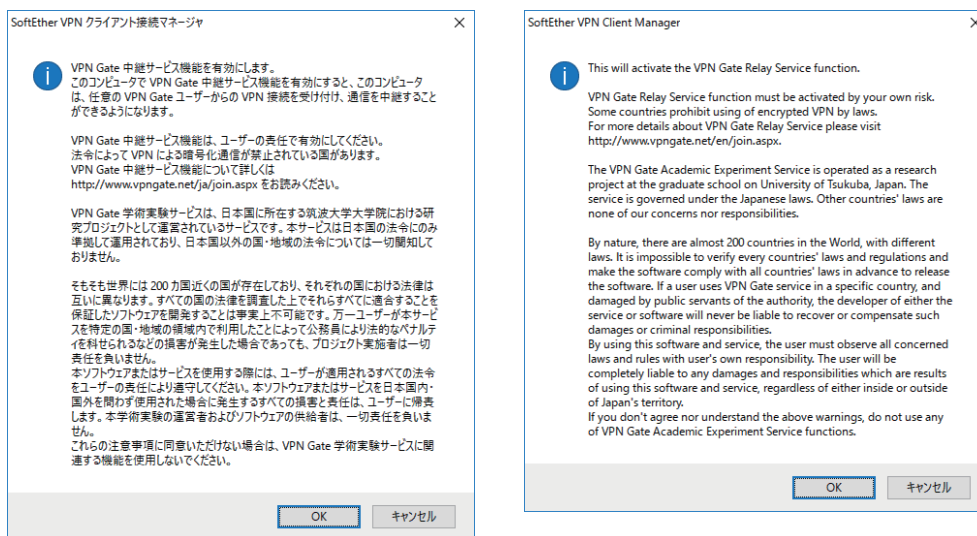 SoftEther VPN クライアント接続マネージャ
VPN Gate 中継サービス機能を有効にします。
このコンピュータで VPN Gate 中継サービス機能を有効にすると、このコンピュータ
は、任意の VPN Gate ユーザーからの VPN 接続を受け付け、通信を中継すること
ができるようになります。
VPN Gate 中継サービス機能は、ユーザーの責任で有効にしてください。
法令によって VPN による暗号化通信が禁止されている国があります。
VPN Gate 中継サービス機能について詳しくは
http://www.vpngate.net/ja/join.aspx をお読みください。
VPN Gate 学術実験サービスは、日本国に所在する筑波大学大学院における研
究プロジェクトとして運営されているサービスです。本サービスは日本国の法令にのみ
準拠して運用されており、日本国以外の国・地域の法令については一切関知して
おりません。
そもそも世界には 200 カ国近くの国が存在しており、それぞれの国における法律は
互いに異なります。すべての国の法律を調査した上でそれらすべてに適合することを
保証したソフトウェアを開発することは事実上不可能です。万一ユーザーが本サービ
スを特定の国・地域の領域内で利用したことによって公務員により法的なペナルテ
ィを科せられるなどの損害が発生した場合であっても、プロジェクト実施者は一切
責任を負いません。
本ソフトウェアまたはサービスを使用する際には、ユーザーが適用されるすべての法令
をユーザーの責任により遵守してください。本ソフトウェアまたはサービスを日本国内・
国外を問わず使用された場合に発生するすべての損害と責任は、ユーザーに帰責
します。本学術実験の運営者およびソフトウェアの供給者は、一切責任を負いま
せん。
これらの注意事項に同意いただけない場合は、VPN Gate 学術実験サービスに関
連する機能を使用しないでください。
OK
キャンセル
SoftEther VPN Client Manager
This will activate the VPN Gate Relay Service function.
VPN Gate Relay Service function must be activated by your own risk.
Some countries prohibit using of encrypted VPN by laws.
For more details about VPN Gate Relay Service please visit
http://www.vpngate.net/en/join.aspx.
The VPN Gate Academic Experiment Service is operated as a research
project at the graduate school on University of Tsukuba, Japan. The
service is governed under the Japanese laws. Other countries' laws are
none of our concerns nor responsibilities.
By nature, there are almost 200 countries in the World, with different
laws. It is impossible to verify every countries' laws and regulations and
make the software comply with all countries' laws in advance to release
the software. If a user uses VPN Gate service in a specific country, and
damaged by public servants of the authority, the developer of either the
service or software will never be liable to recover or compensate such
damages or criminal responsibilities.
By using this software and service, the user must observe all concerned
laws and rules with user's own responsibility. The user will be
completely liable to any damages and responsibilities which are results
of using this software and service, regardless of either inside or outside
of Japan's territory.
If you don't agree nor understand the above warnings, do not use any
of VPN Gate Academic Experiment Service functions.
OK
キャンセル